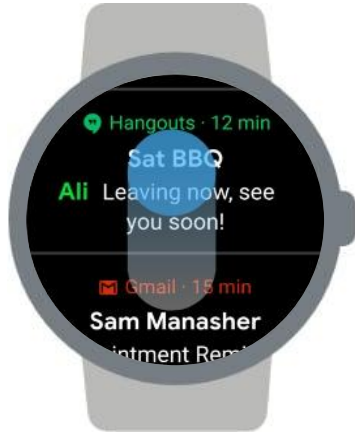 Hangouts · 12 min
Sat BBQ
Ali Leaving now, see
you soon!
Gmail · 15 min
Sam Manasher